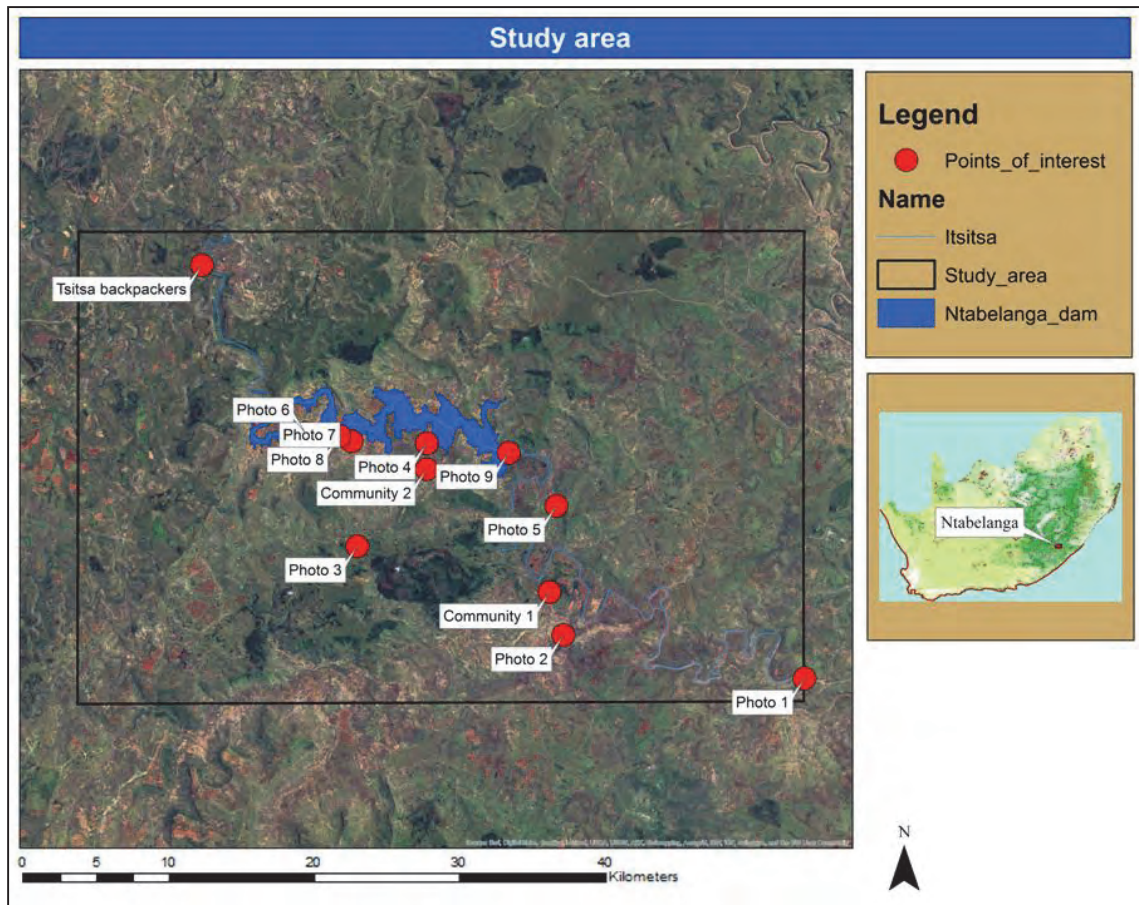 Study area
Tsitsa backpackers
Photo 6
Photo 7
Photo 8
Photo 4
Community 2
Photo 9
Photo 5
Photo 3
Community 1
Photo 2
Photo 1
Legend
Points_of_interest
Name
Itsitsa
Study_area
Ntabelanga_dam
Ntabelanga
0 5 10 20 30 40
Kilometers
N